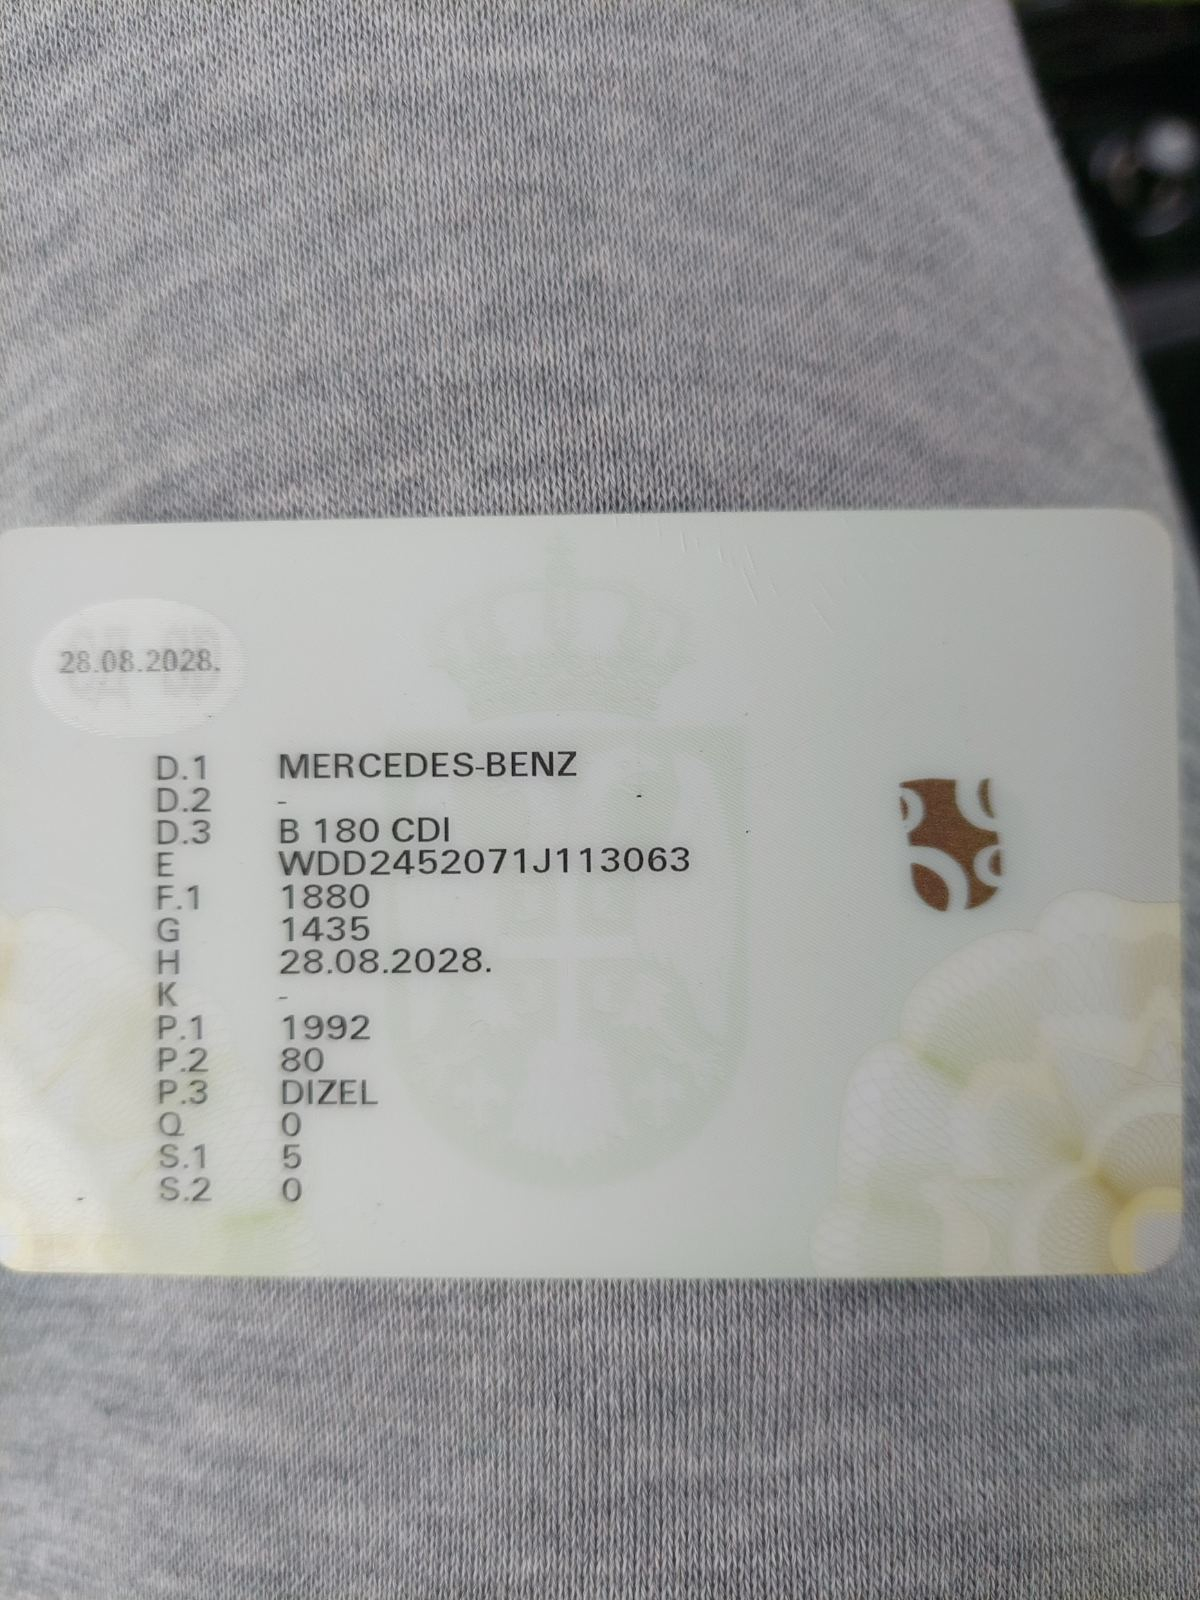 28.08.2028.
D.1 MERCEDES-BENZ
D.2 -
D.3 B 180 CDI
E WDD2452071J113063
F.1 1880
G 1435
H 28.08.2028.
K -
P.1 1992
P.2 80
P.3 DIZEL
Q 0
S.1 5
S.2 0